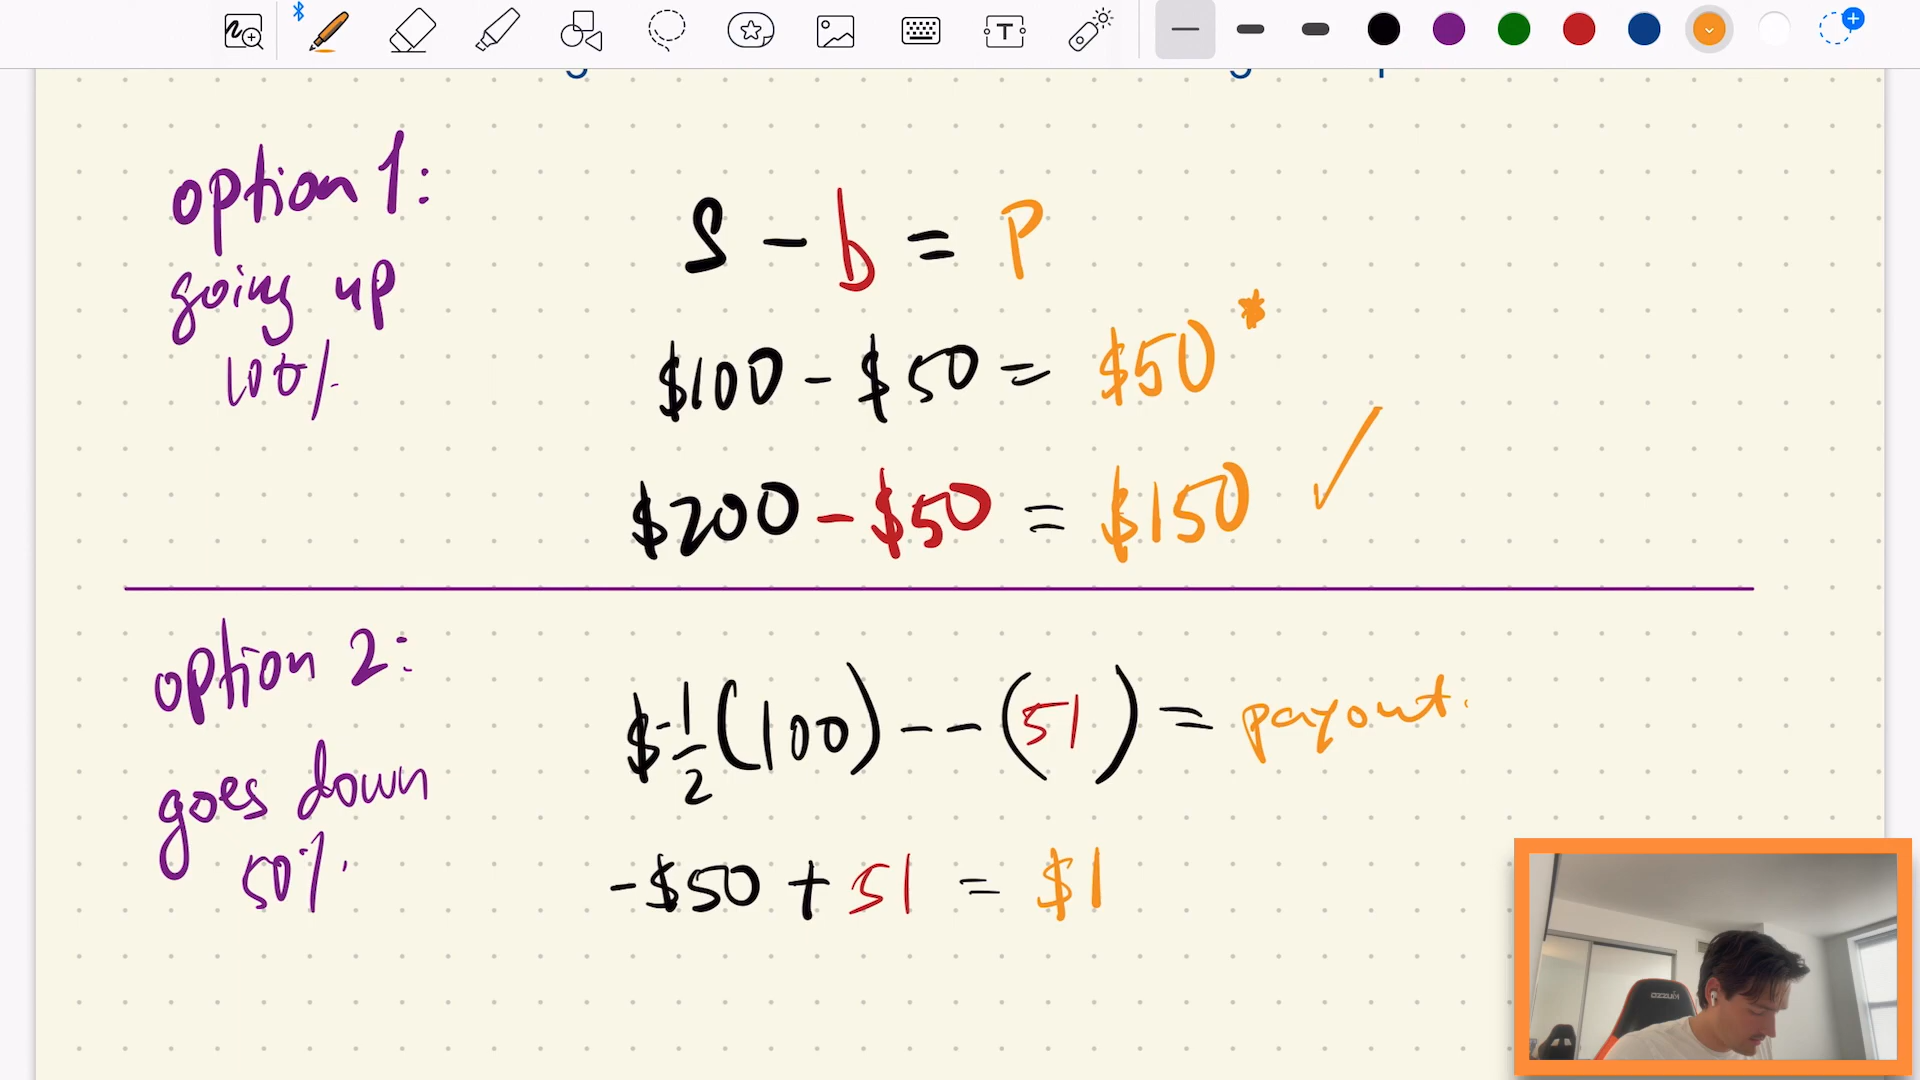 option 1:
going up
100%
S - b = P
$100 - $50 = $50*
$200 - $50 = $150 ✓
option 2:
goes down
50%
$-1/2(100) - -(51) = payout.
-$50 + 51 = $1